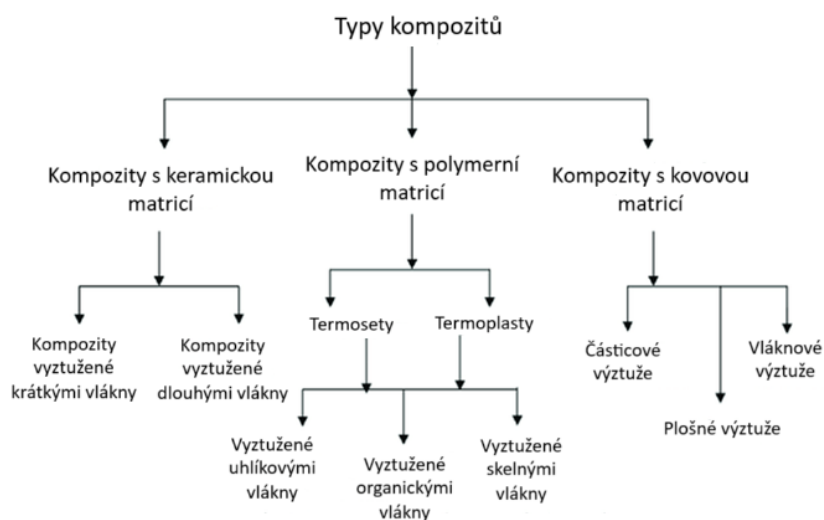 Typy kompozitů
Kompozity s keramickou
matricí
Kompozity s polymerní
matricí
Kompozity s kovovou
matricí
Kompozity
vyztužené
krátkými vlákny
Kompozity
vyztužené
dlouhými vlákny
Termosety
Termoplasty
Vyztužené
uhlíkovými
vlákny
Vyztužené
organickými
vlákny
Vyztužené
skelnými
vlákny
Částicové
výztuže
Plošné výztuže
Vláknové
výztuže